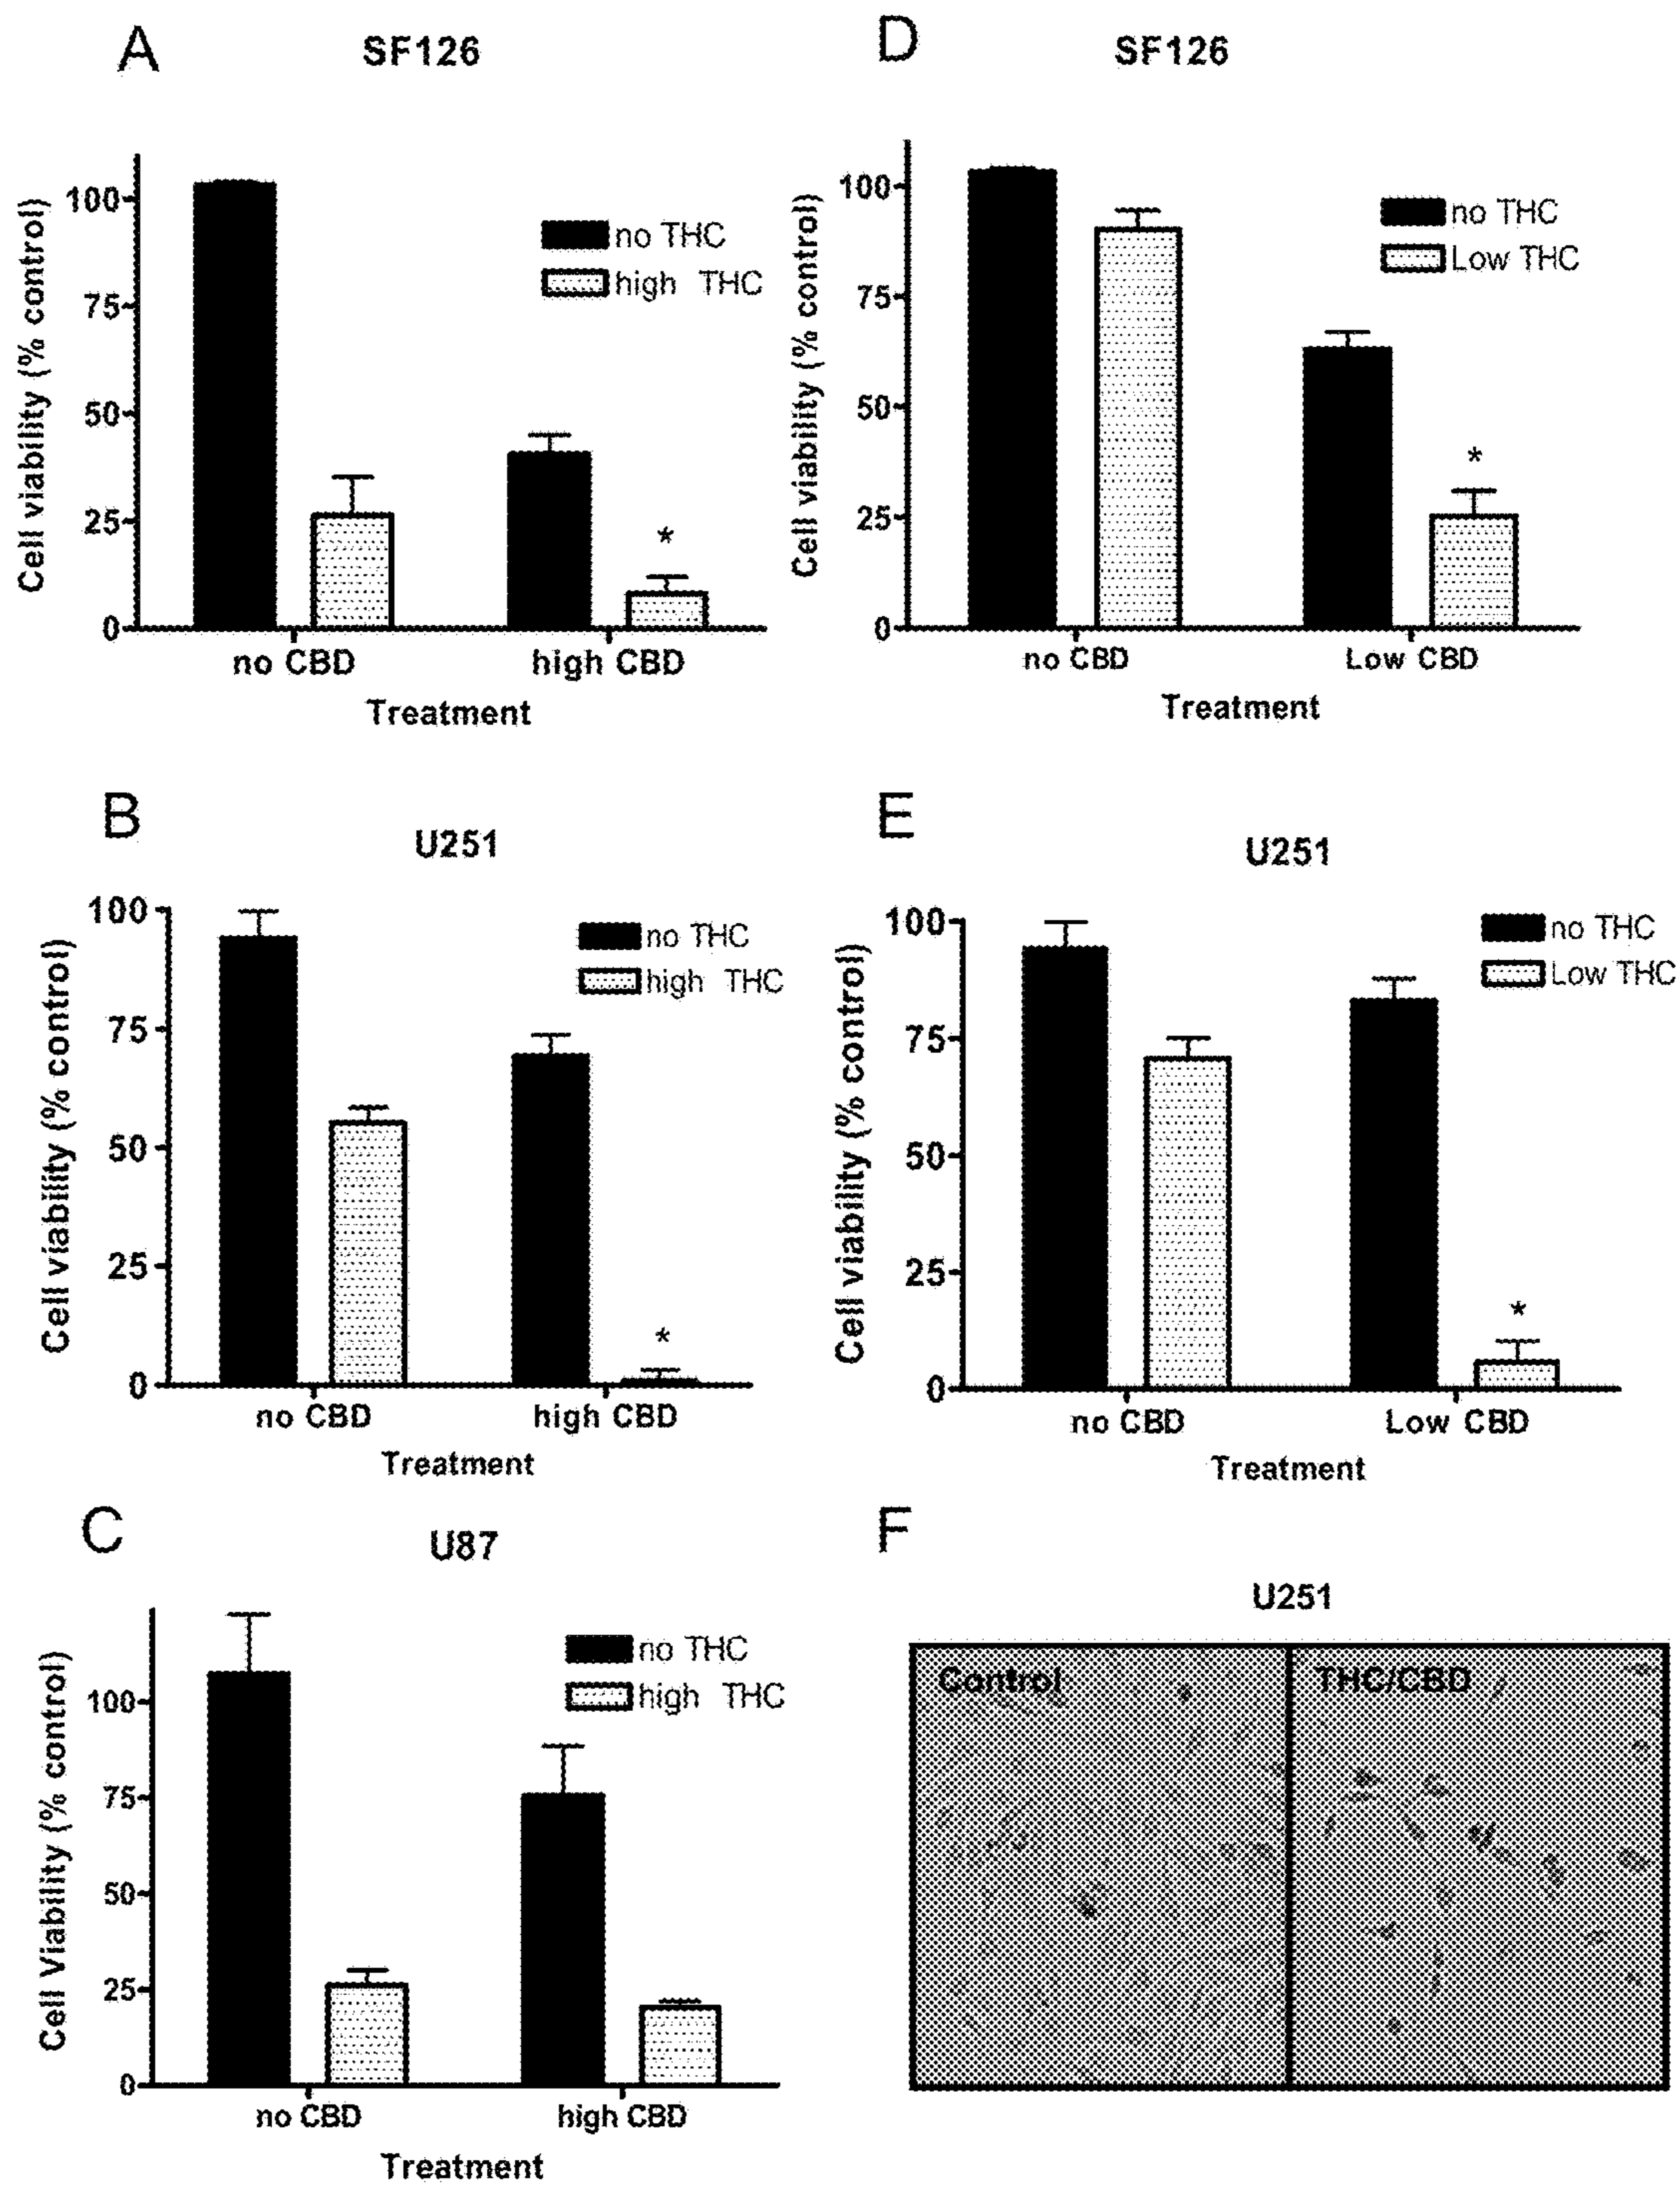 A
SF126
Cell viability (% control)
100
75
50
25
0
no THC
high THC
*
no CBD
high CBD
Treatment
D
SF126
Cell viability (% control)
100
75
50
25
0
no THC
Low THC
*
no CBD
Low CBD
Treatment
B
U251
Cell viability (% control)
100
75
50
25
0
no THC
high THC
*
no CBD
high CBD
Treatment
E
U251
Cell viability (% control)
100
75
50
25
0
no THC
Low THC
*
no CBD
Low CBD
Treatment
C
U87
Cell Viability (% control)
100
75
50
25
0
no THC
high THC
no CBD
high CBD
Treatment
F
U251
Control
THC/CBD